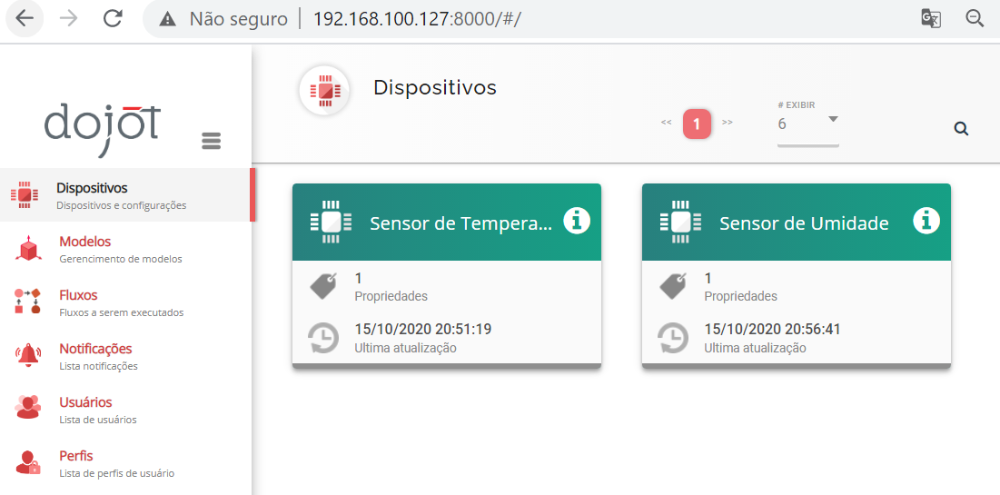 Não seguro | 192.168.100.127:8000/#/
dojot
Dispositivos
Dispositivos e configurações
Modelos
Gerencimento de modelos
Fluxos
Fluxos a serem executados
Notificações
Lista notificações
Usuários
Lista de usuários
Perfis
Lista de perfis de usuário
Dispositivos
<< 1 >>
# EXIBIR
6
Sensor de Tempera...
1
Propriedades
15/10/2020 20:51:19
Ultima atualização
Sensor de Umidade
1
Propriedades
15/10/2020 20:56:41
Ultima atualização